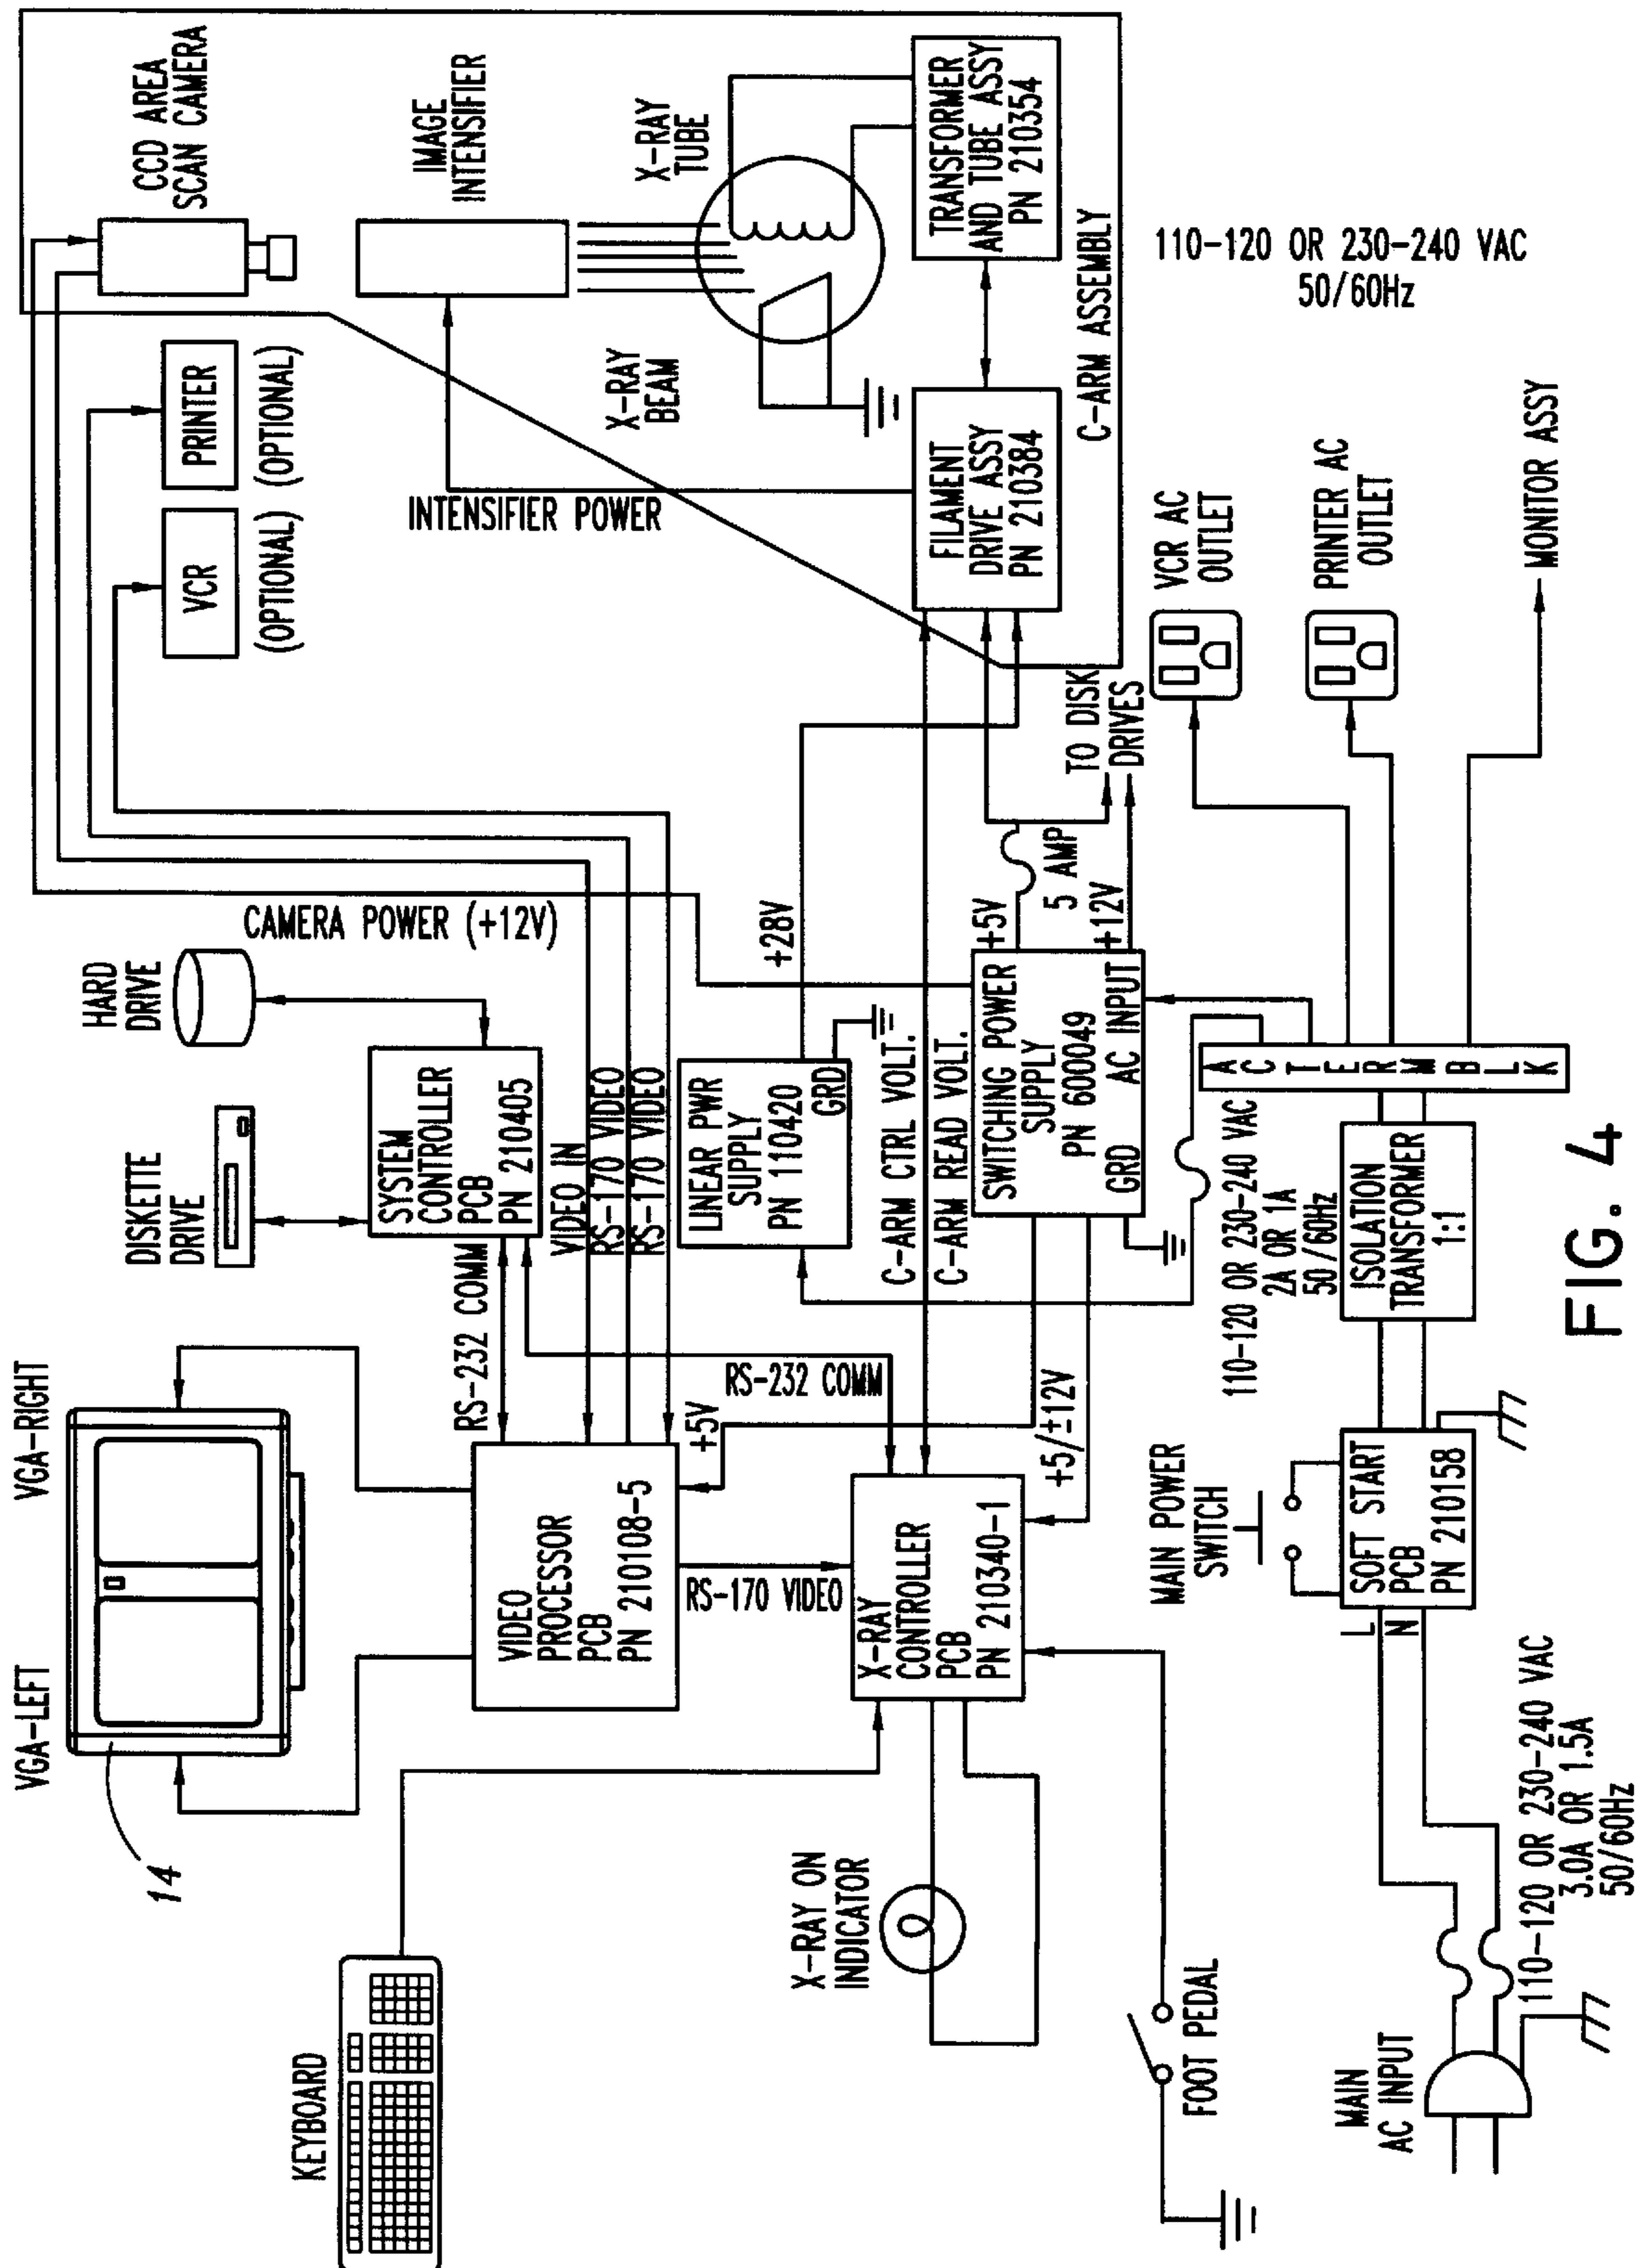 VGA-LEFT
VGA-RIGHT
14
KEYBOARD
DISKETTE
DRIVE
HARD
DRIVE
CCD AREA
SCAN CAMERA
VCR
(OPTIONAL)
PRINTER
(OPTIONAL)
CAMERA POWER (+12V)
IMAGE
INTENSIFIER
INTENSIFIER POWER
X-RAY
BEAM
X-RAY
TUBE
SYSTEM
CONTROLLER
PCB
PN 210405
RS-232 COMM
VIDEO IN
RS-170 VIDEO
RS-170 VIDEO
VIDEO
PROCESSOR
PCB
PN 210108-5
+5V
RS-232 COMM
RS-170 VIDEO
LINEAR PWR
SUPPLY
PN 110420
GRD
+28V
X-RAY ON
INDICATOR
X-RAY
CONTROLLER
PCB
PN 210340-1
C-ARM CTRL VOLT.
C-ARM READ VOLT.
+5/±12V
SWITCHING POWER
SUPPLY
PN 600049
GRD
AC INPUT
+5V
5 AMP
+12V
TO DISK
DRIVES
FILAMENT
DRIVE ASSY
PN 210384
TRANSFORMER
AND TUBE ASSY
PN 210354
C-ARM ASSEMBLY
FOOT PEDAL
MAIN POWER
SWITCH
110-120 OR 230-240 VAC
2A OR 1A
50/60Hz
110-120 OR 230-240 VAC
50/60Hz
VCR AC
OUTLET
PRINTER AC
OUTLET
MONITOR ASSY
MAIN
AC INPUT
L
N
SOFT START
PCB
PN 210158
ISOLATION
TRANSFORMER
1:1
AC TERM BLK
110-120 OR 230-240 VAC
3.0A OR 1.5A
50/60Hz
FIG. 4